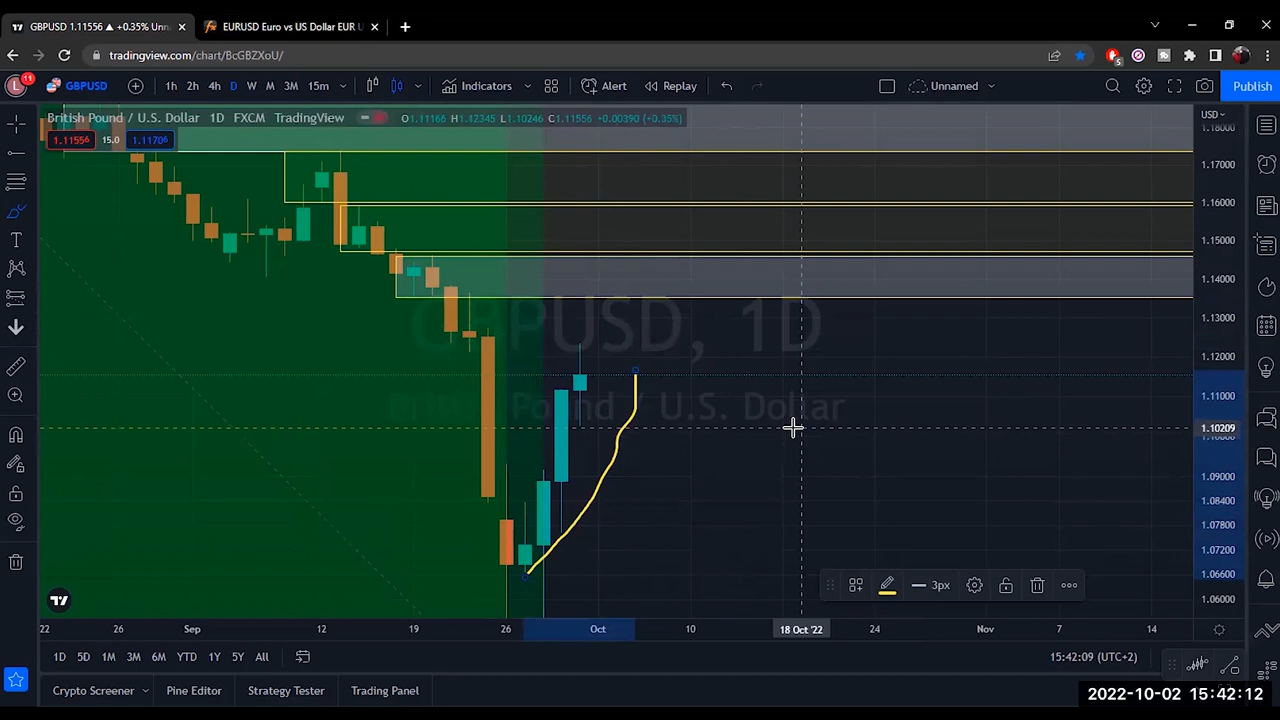 GBPUSD 1.11556 ▲ +0.35% Unn
EURUSD Euro vs US Dollar EUR U
tradingview.com/chart/BcGBZXoU/
L 11 GBPUSD 1h 2h 4h D W M 3M 15m Indicators Alert Replay Unnamed Publish
British Pound / U.S. Dollar 1D FXCM TradingView O1.11166 H1.12345 L1.10246 C1.11556 +0.00390 (+0.35%)
USD
1.11556 15.0 1.11706
1.18000
1.17000
1.16000
1.15000
1.14000
1.13000
1.12000
1.11000
1.10209
1.10000
1.09000
1.08400
1.07800
1.07200
1.06600
1.06000
GBPUSD, 1D
British Pound / U.S. Dollar
3px
22 26 Sep 12 19 26 Oct 10 18 Oct '22 24 Nov 7 14
1D 5D 1M 3M 6M YTD 1Y 5Y All 15:42:09 (UTC+2)
Crypto Screener Pine Editor Strategy Tester Trading Panel
2022-10-02 15:42:12